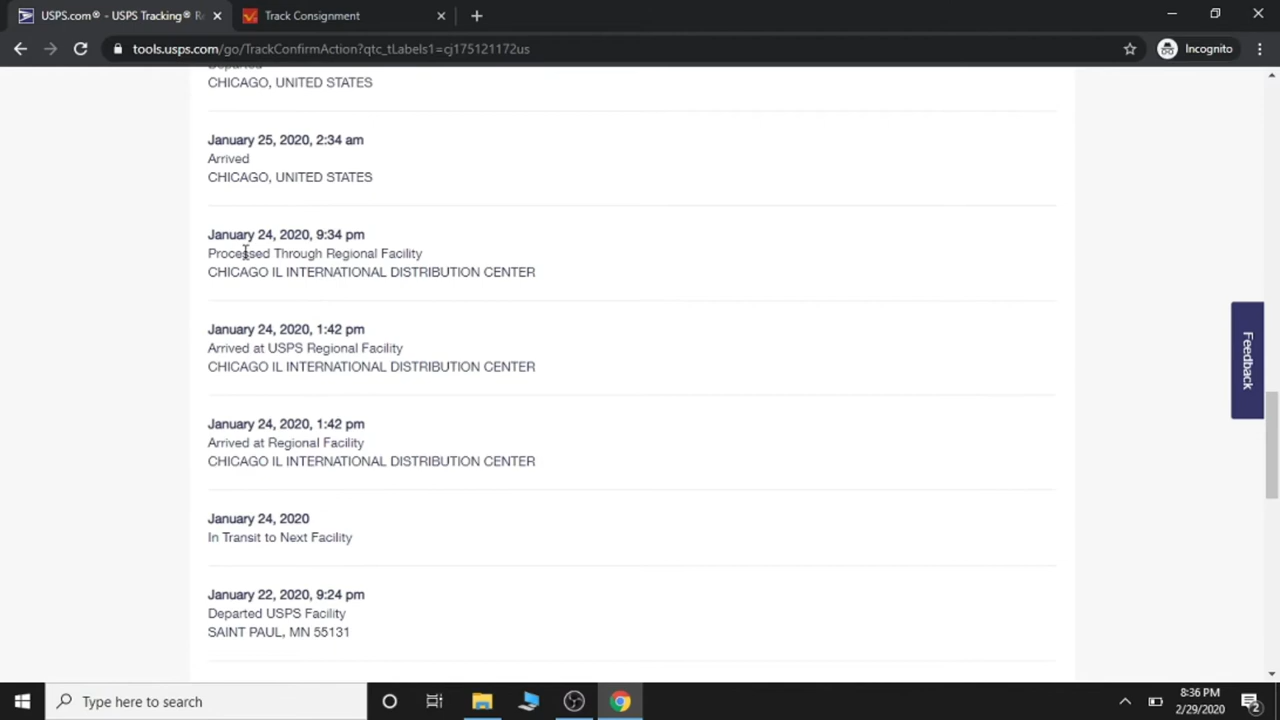 USPS.com® - USPS Tracking® Re
Track Consignment
tools.usps.com/go/TrackConfirmAction?qtc_tLabels1=cj175121172us
Incognito
Departed
CHICAGO, UNITED STATES
January 25, 2020, 2:34 am
Arrived
CHICAGO, UNITED STATES
January 24, 2020, 9:34 pm
Processed Through Regional Facility
CHICAGO IL INTERNATIONAL DISTRIBUTION CENTER
January 24, 2020, 1:42 pm
Arrived at USPS Regional Facility
CHICAGO IL INTERNATIONAL DISTRIBUTION CENTER
January 24, 2020, 1:42 pm
Arrived at Regional Facility
CHICAGO IL INTERNATIONAL DISTRIBUTION CENTER
January 24, 2020
In Transit to Next Facility
January 22, 2020, 9:24 pm
Departed USPS Facility
SAINT PAUL, MN 55131
Feedback
Type here to search
8:36 PM
2/29/2020
2